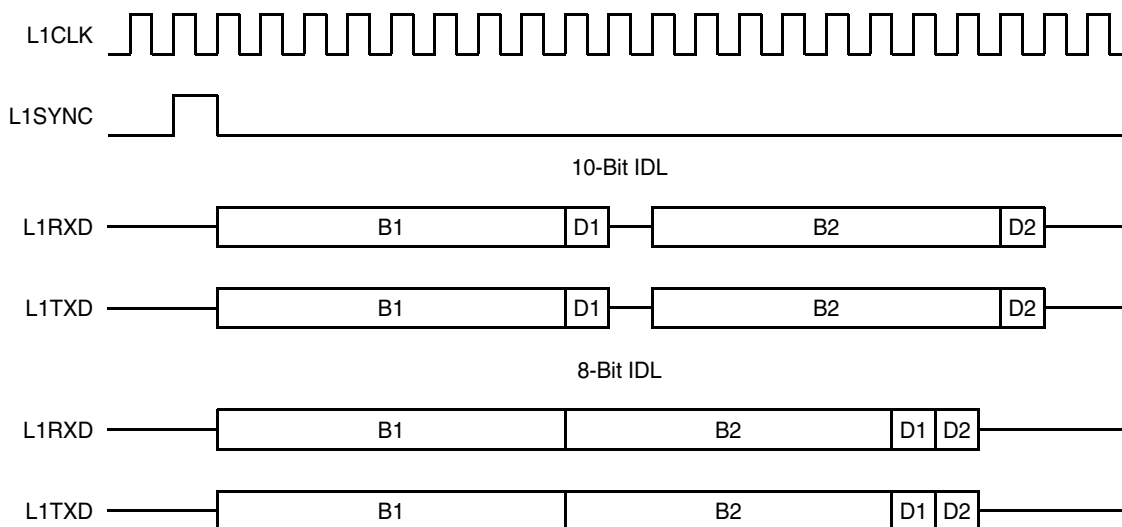 L1CLK
L1SYNC
10-Bit IDL
L1RXD B1 D1 B2 D2
L1TXD B1 D1 B2 D2
8-Bit IDL
L1RXD B1 B2 D1 D2
L1TXD B1 B2 D1 D2